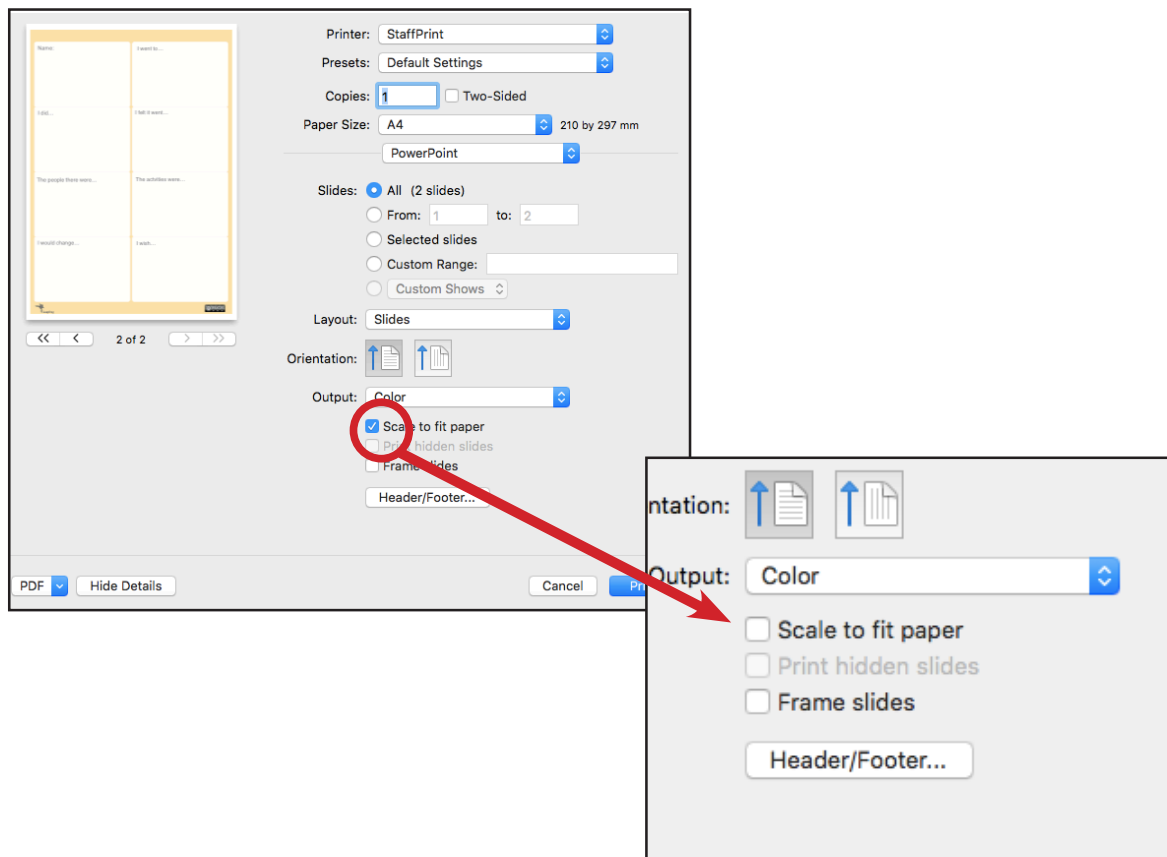 Name:
I want to...
I did...
I felt it went...
The people there were...
The activities were...
I would change...
I wish...
2 of 2
Printer: StaffPrint
Presets: Default Settings
Copies: 1 Two-Sided
Paper Size: A4 210 by 297 mm
PowerPoint
Slides: All (2 slides)
From: 1 to: 2
Selected slides
Custom Range:
Custom Shows
Layout: Slides
Orientation:
Output: Color
Scale to fit paper
Print hidden slides
Frame slides
Header/Footer...
PDF Hide Details Cancel Pri
ntation:
Output: Color
Scale to fit paper
Print hidden slides
Frame slides
Header/Footer...